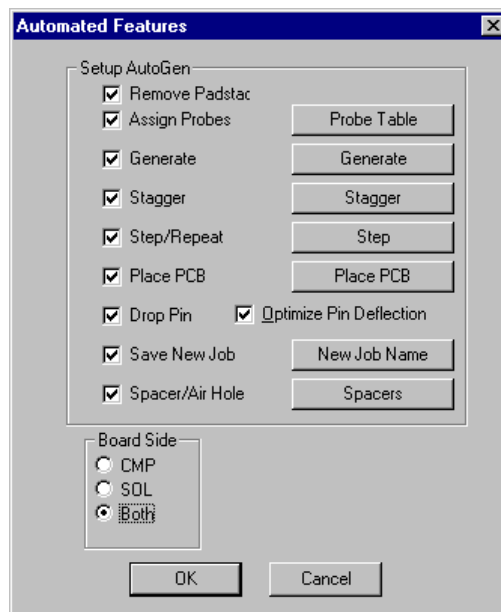 Automated Features
Setup AutoGen
Remove Padstac
Assign Probes Probe Table
Generate Generate
Stagger Stagger
Step/Repeat Step
Place PCB Place PCB
Drop Pin Optimize Pin Deflection
Save New Job New Job Name
Spacer/Air Hole Spacers
Board Side
CMP
SOL
Both
OK Cancel